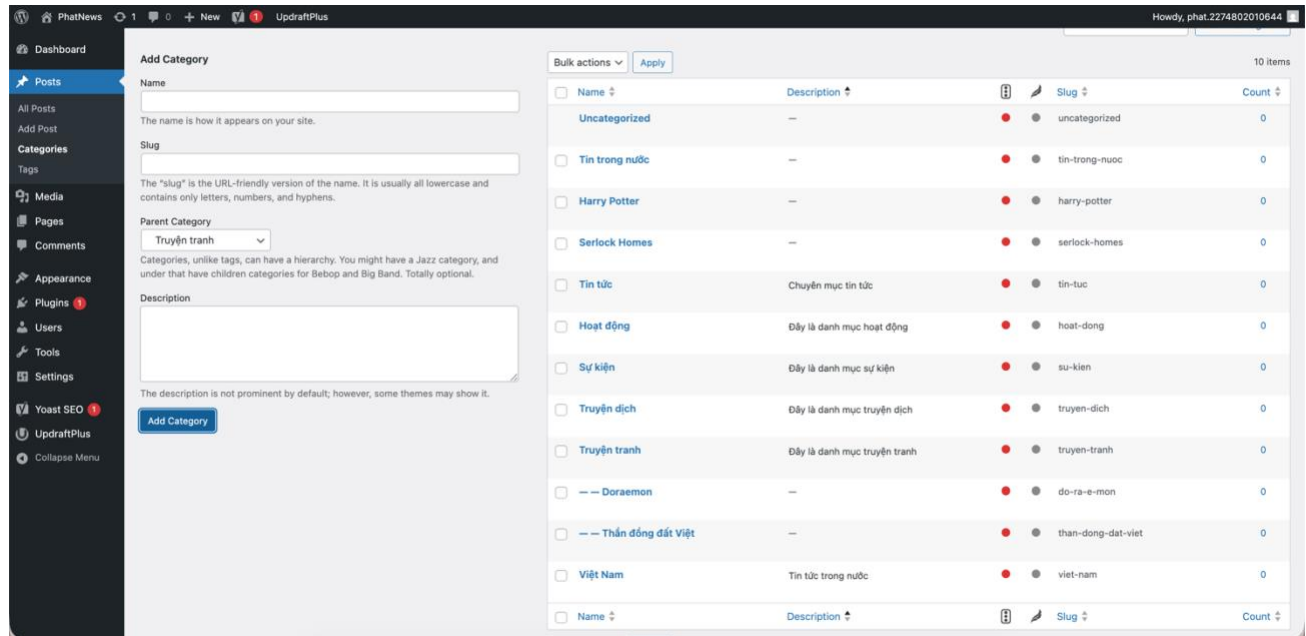 PhatNews 1 0 + New 1 UpdraftPlus Howdy, phat.2274802010644
Dashboard
Posts
All Posts
Add Post
Categories
Tags
Media
Pages
Comments
Appearance
Plugins 1
Users
Tools
Settings
Yoast SEO 1
UpdraftPlus
Collapse Menu
Add Category
Name
The name is how it appears on your site.
Slug
The "slug" is the URL-friendly version of the name. It is usually all lowercase and
contains only letters, numbers, and hyphens.
Parent Category
Truyện tranh
Categories, unlike tags, can have a hierarchy. You might have a Jazz category, and
under that have children categories for Bebop and Big Band. Totally optional.
Description
The description is not prominent by default; however, some themes may show it.
Add Category
Bulk actions Apply 10 items
Name Description Slug Count
Uncategorized — uncategorized 0
Tin trong nước — tin-trong-nuoc 0
Harry Potter — harry-potter 0
Serlock Homes — serlock-homes 0
Tin tức Chuyên mục tin tức tin-tuc 0
Hoạt động Đây là danh mục hoạt động hoat-dong 0
Sự kiện Đây là danh mục sự kiện su-kien 0
Truyện dịch Đây là danh mục truyện dịch truyen-dich 0
Truyện tranh Đây là danh mục truyện tranh truyen-tranh 0
— — Doraemon — do-ra-e-mon 0
— — Thần đồng đất Việt — than-dong-dat-viet 0
Việt Nam Tin tức trong nước viet-nam 0
Name Description Slug Count